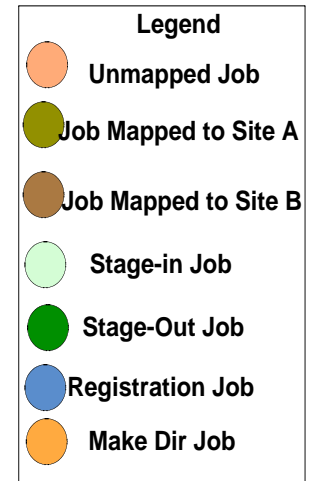 Legend
Unmapped Job
Job Mapped to Site A
Job Mapped to Site B
Stage-in Job
Stage-Out Job
Registration Job
Make Dir Job